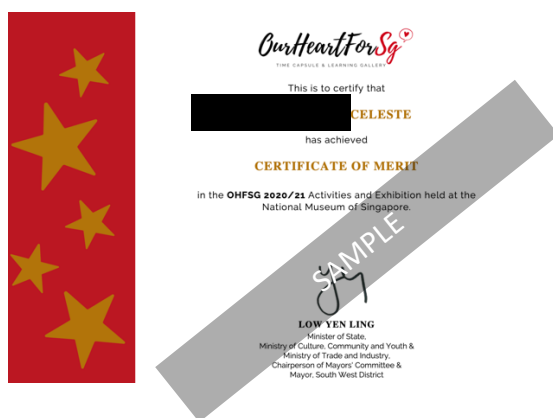 OurHeartForSg
TIME CAPSULE & LEARNING GALLERY
This is to certify that
CELESTE
has achieved
CERTIFICATE OF MERIT
in the OHFSG 2020/21 Activities and Exhibition held at the
National Museum of Singapore.
SAMPLE
LOW YEN LING
Minister of State,
Ministry of Culture, Community and Youth &
Ministry of Trade and Industry,
Chairperson of Mayors' Committee &
Mayor, South West District